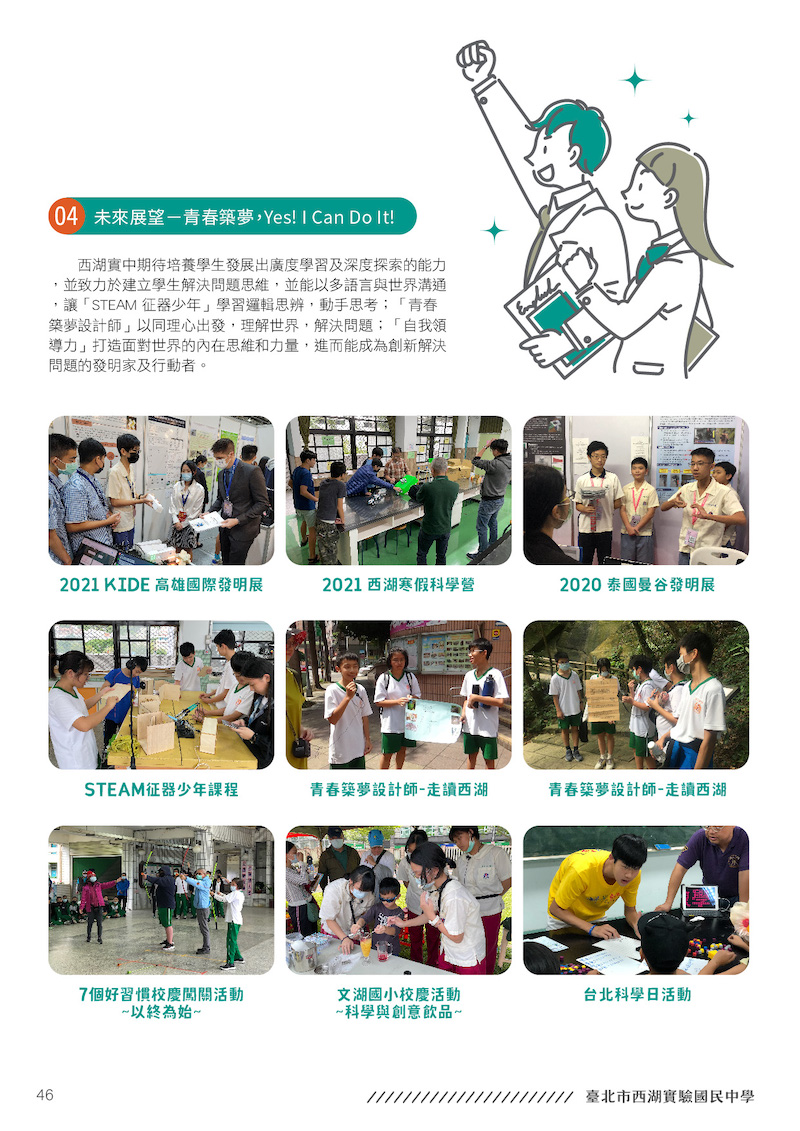 04 未來展望－青春築夢，Yes! I Can Do It!
西湖實中期待培養學生發展出廣度學習及深度探索的能力
，並致力於建立學生解決問題思維，並能以多語言與世界溝通
，讓「STEAM 征器少年」學習邏輯思辨，動手思考；「青春
築夢設計師」以同理心出發，理解世界，解決問題；「自我領
導力」打造面對世界的內在思維和力量，進而能成為創新解決
問題的發明家及行動者。
English
2021 KIDE 高雄國際發明展
2021 西湖寒假科學營
2020 泰國曼谷發明展
STEAM征器少年課程
青春築夢設計師-走讀西湖
青春築夢設計師-走讀西湖
7個好習慣校慶闖關活動
~以終為始~
文湖國小校慶活動
~科學與創意飲品~
台北科學日活動
46
臺北市西湖實驗國民中學